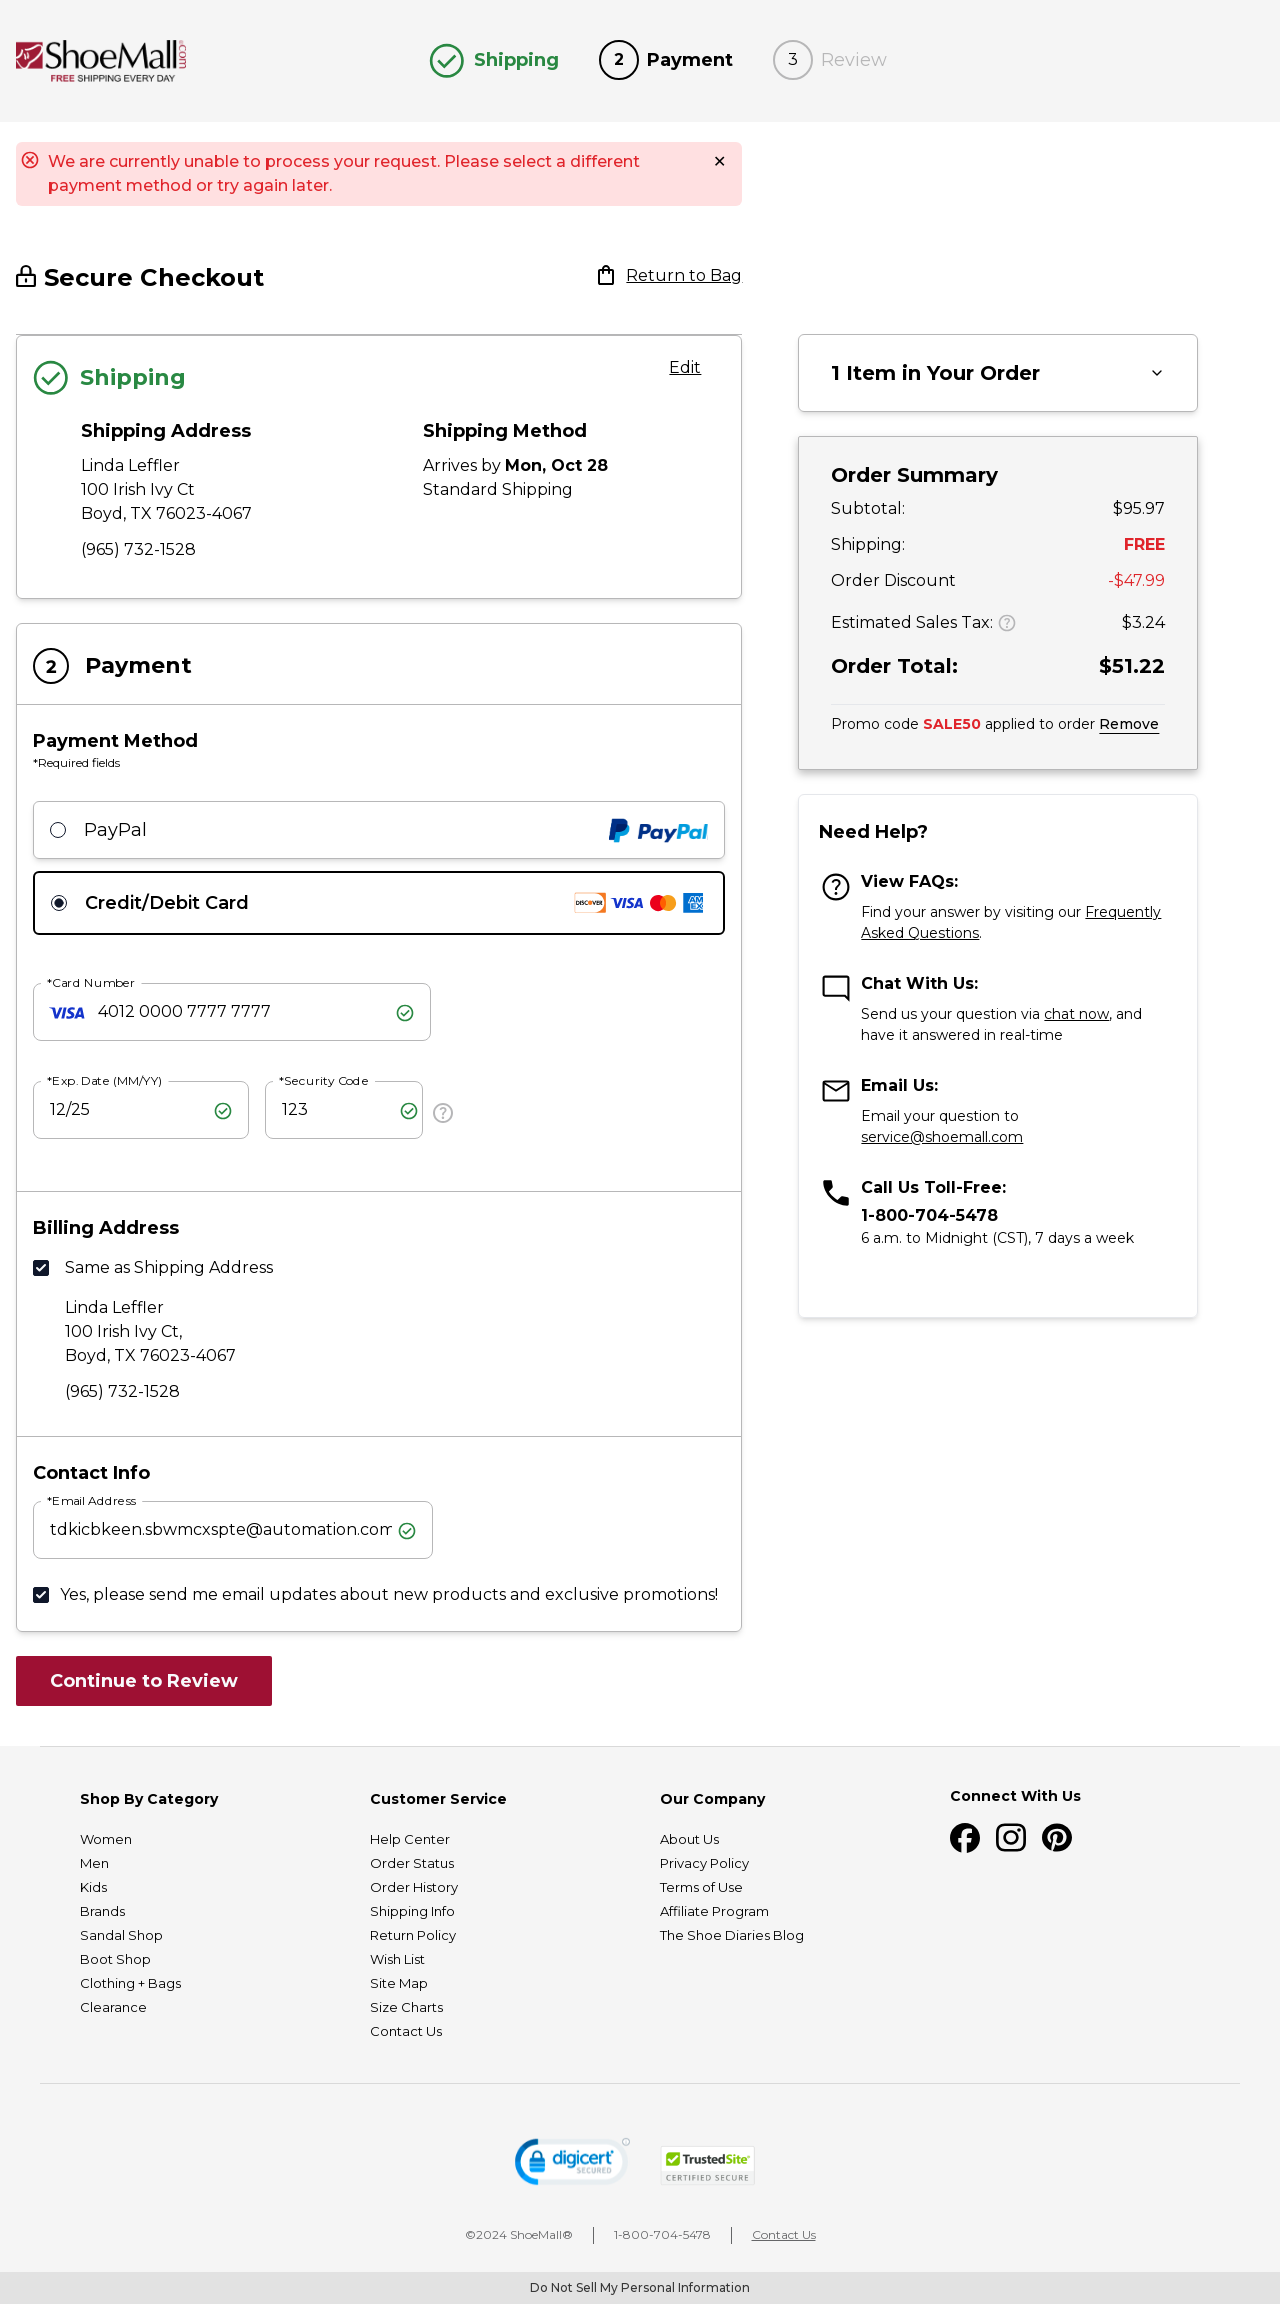 ShoeMall.com
FREE SHIPPING EVERY DAY
Shipping
2 Payment
3 Review
We are currently unable to process your request. Please select a different
payment method or try again later.
Secure Checkout
Return to Bag
Shipping
Edit
Shipping Address
Linda Leffler
100 Irish Ivy Ct
Boyd, TX 76023-4067
(965) 732-1528
Shipping Method
Arrives by Mon, Oct 28
Standard Shipping
2 Payment
Payment Method
*Required fields
PayPal
PayPal
Credit/Debit Card
DISCOVER VISA AMEX
*Card Number
VISA 4012 0000 7777 7777
*Exp. Date (MM/YY)
12/25
*Security Code
123
?
Billing Address
Same as Shipping Address
Linda Leffler
100 Irish Ivy Ct,
Boyd, TX 76023-4067
(965) 732-1528
Contact Info
*Email Address
tdkicbkeen.sbwmcxspte@automation.com
Yes, please send me email updates about new products and exclusive promotions!
Continue to Review
1 Item in Your Order
Order Summary
Subtotal: $95.97
Shipping: FREE
Order Discount -$47.99
Estimated Sales Tax: ? $3.24
Order Total: $51.22
Promo code SALE50 applied to order Remove
Need Help?
? View FAQs:
Find your answer by visiting our Frequently
Asked Questions.
Chat With Us:
Send us your question via chat now, and
have it answered in real-time
Email Us:
Email your question to
service@shoemall.com
Call Us Toll-Free:
1-800-704-5478
6 a.m. to Midnight (CST), 7 days a week
Shop By Category
Women
Men
Kids
Brands
Sandal Shop
Boot Shop
Clothing + Bags
Clearance
Customer Service
Help Center
Order Status
Order History
Shipping Info
Return Policy
Wish List
Site Map
Size Charts
Contact Us
Our Company
About Us
Privacy Policy
Terms of Use
Affiliate Program
The Shoe Diaries Blog
Connect With Us
digicert
SECURED
TrustedSite
CERTIFIED SECURE
©2024 ShoeMall®
1-800-704-5478
Contact Us
Do Not Sell My Personal Information